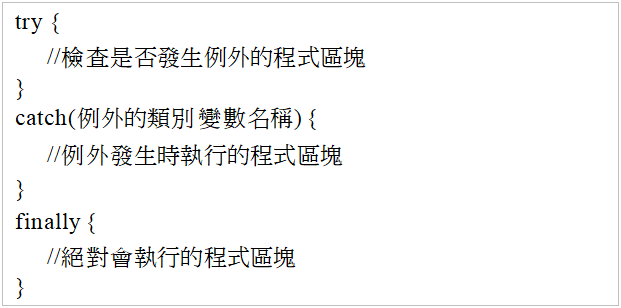 try {
//檢查是否發生例外的程式區塊
}
catch(例外的類別 變數名稱) {
//例外發生時執行的程式區塊
}
finally {
//絕對會執行的程式區塊
}